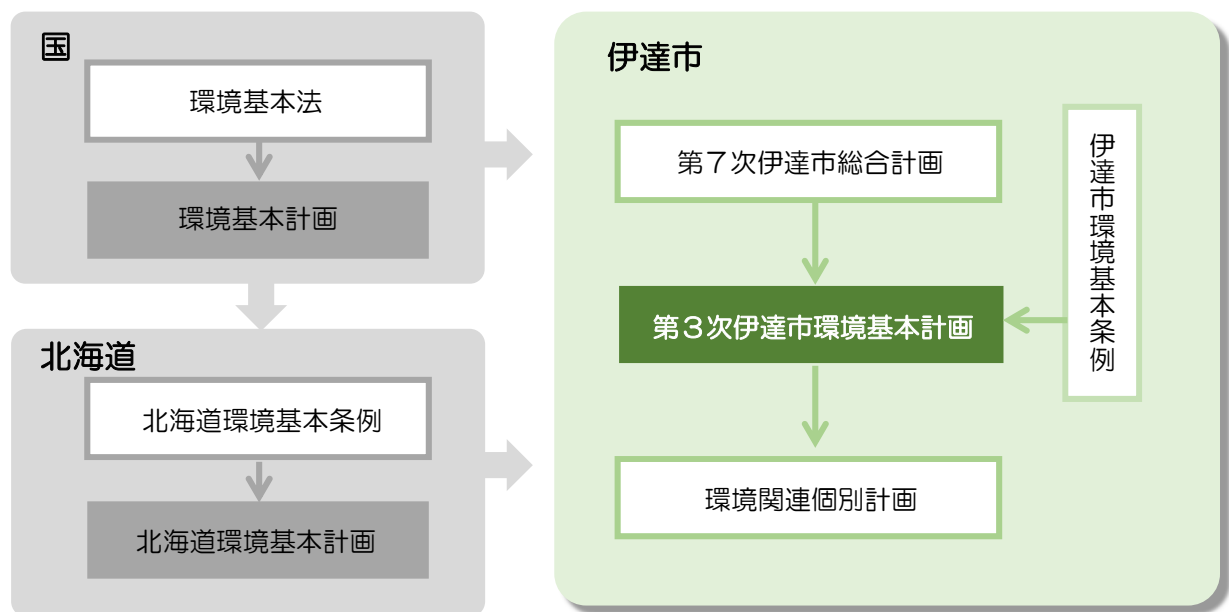 国
環境基本法
環境基本計画
北海道
北海道環境基本条例
北海道環境基本計画
伊達市
第７次伊達市総合計画
伊達市環境基本条例
第３次伊達市環境基本計画
環境関連個別計画